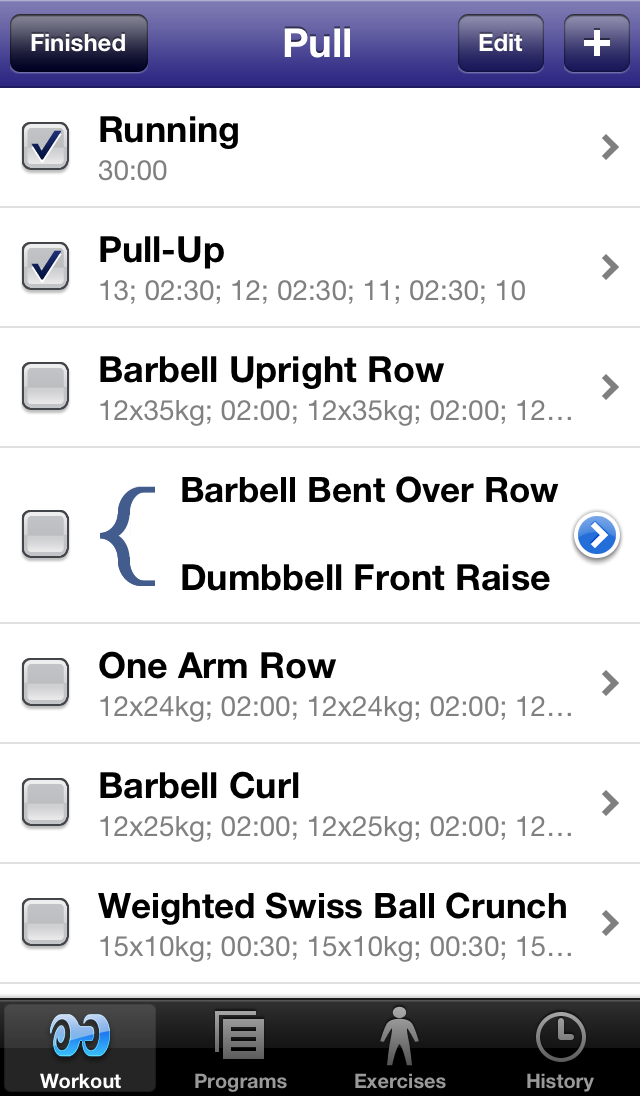 Finished
Pull
Edit
+
Running
30:00
Pull-Up
13; 02:30; 12; 02:30; 11; 02:30; 10
Barbell Upright Row
12x35kg; 02:00; 12x35kg; 02:00; 12...
Barbell Bent Over Row
Dumbbell Front Raise
One Arm Row
12x24kg; 02:00; 12x24kg; 02:00; 12...
Barbell Curl
12x25kg; 02:00; 12x25kg; 02:00; 12...
Weighted Swiss Ball Crunch
15x10kg; 00:30; 15x10kg; 00:30; 15...
Workout
Programs
Exercises
History